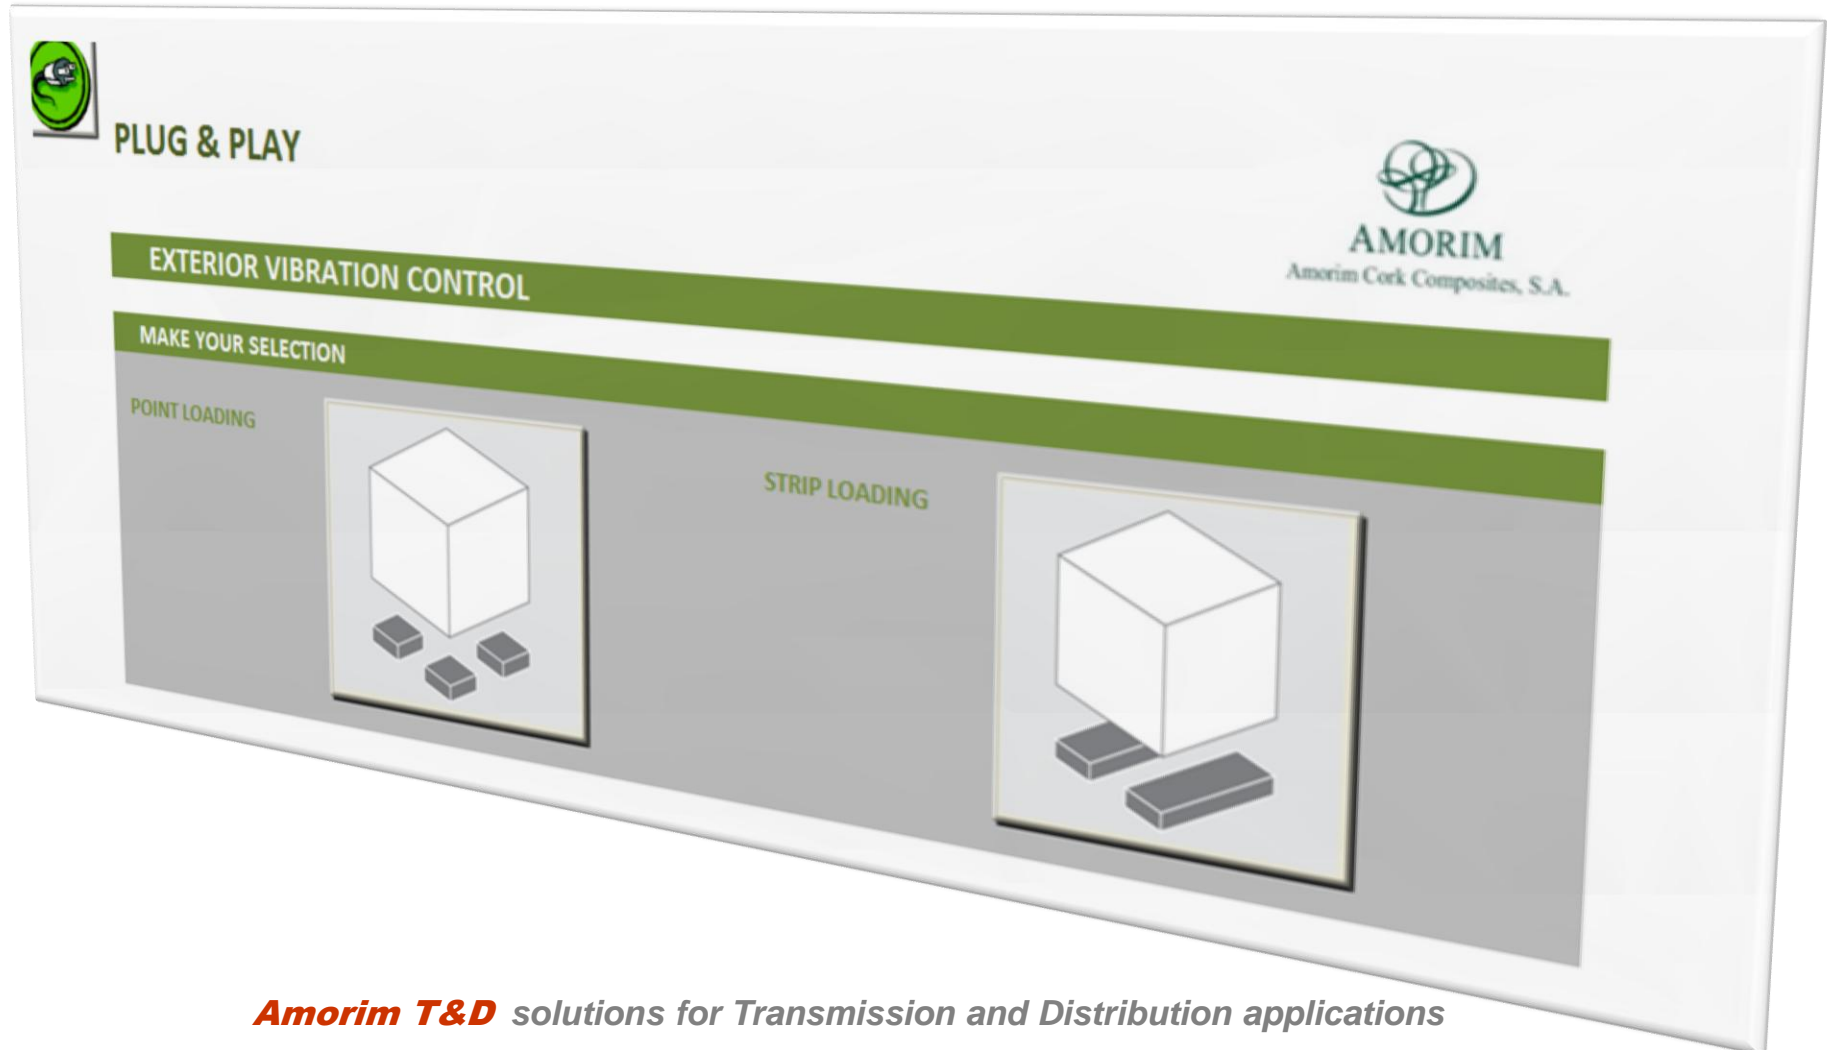 PLUG & PLAY
AMORIM
Amorim Cork Composites, S.A.
EXTERIOR VIBRATION CONTROL
MAKE YOUR SELECTION
POINT LOADING
STRIP LOADING
Amorim T&D solutions for Transmission and Distribution applications